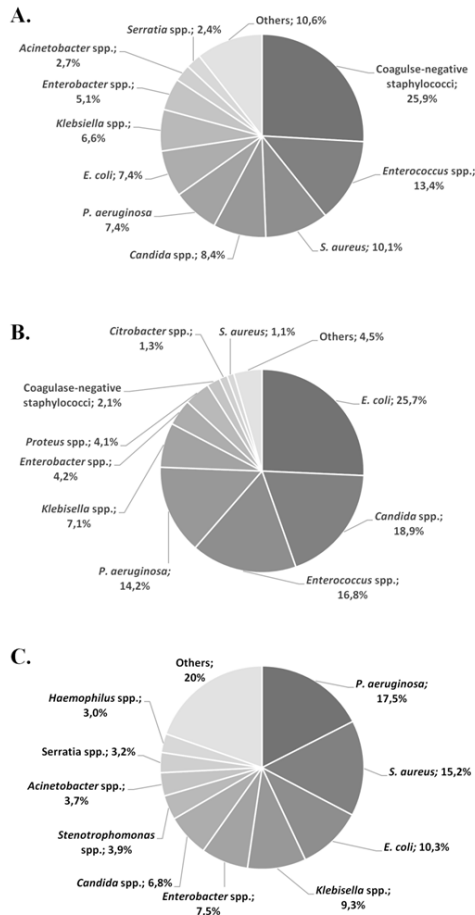 A.
Serratia spp.; 2,4%
Others; 10,6%
Acinetobacter spp.;
2,7%
Enterobacter spp.;
5,1%
Klebsiella spp.;
6,6%
E. coli; 7,4%
P. aeruginosa
7,4%
Candida spp.; 8,4%
S. aureus; 10,1%
Enterococcus spp.;
13,4%
Coagulse-negative
staphylococci;
25,9%
B.
Citrobacter spp.;
1,3%
S. aureus; 1,1%
Others; 4,5%
Coagulase-negative
staphylococci; 2,1%
Proteus spp.; 4,1%
Enterobacter spp.;
4,2%
Klebisella spp.;
7,1%
P. aeruginosa;
14,2%
E. coli; 25,7%
Candida spp.;
18,9%
Enterococcus spp.;
16,8%
C.
Others;
20%
Haemophilus spp.;
3,0%
Serratia spp.; 3,2%
Acinetobacter spp.;
3,7%
Stenotrophomonas
spp.; 3,9%
Candida spp.; 6,8%
Enterobacter spp.;
7,5%
P. aeruginosa;
17,5%
S. aureus; 15,2%
E. coli; 10,3%
Klebisella spp.;
9,3%